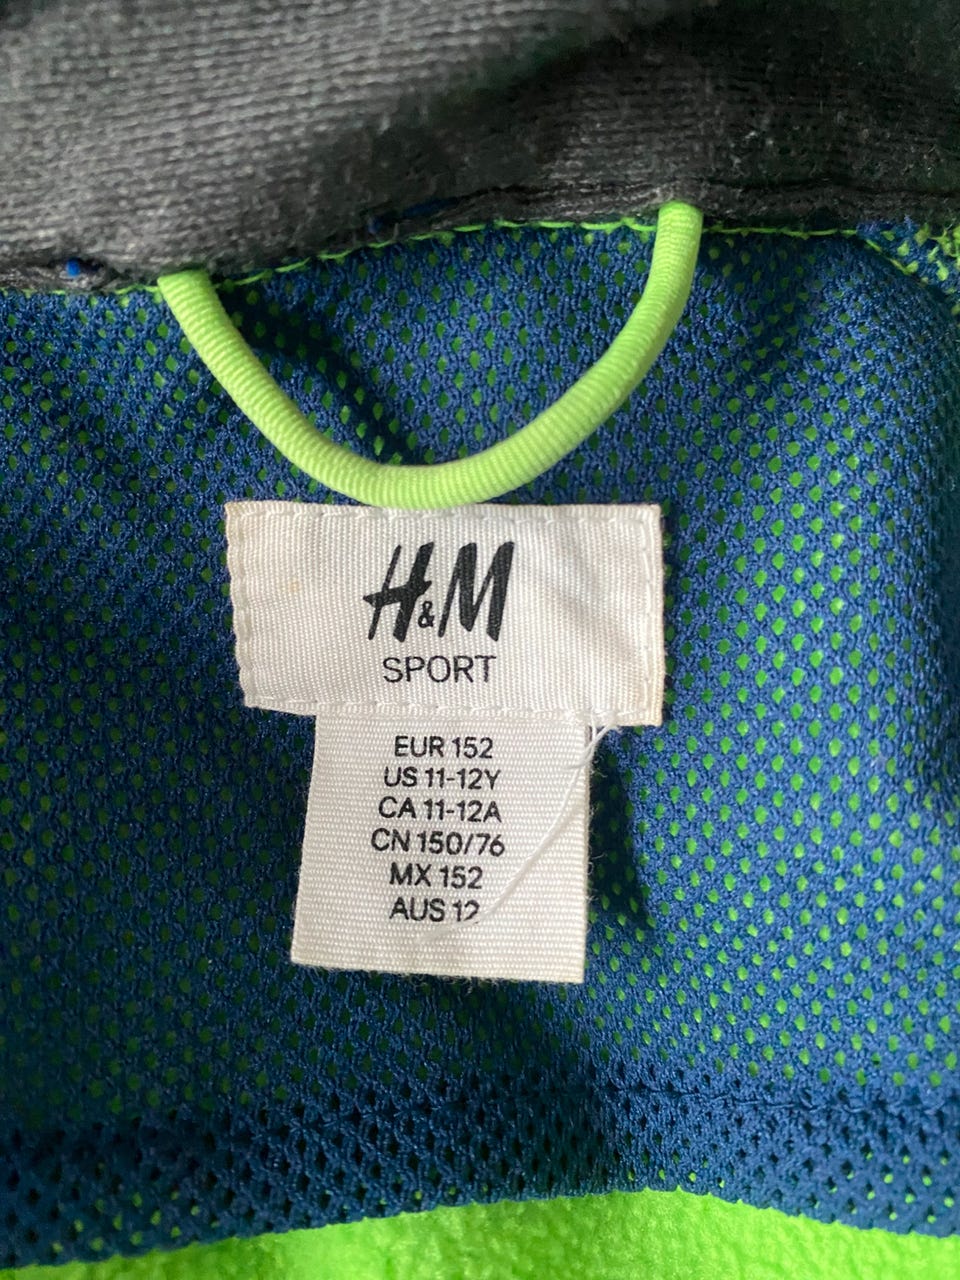 H&M
SPORT
EUR 152
US 11-12Y
CA 11-12A
CN 150/76
MX 152
AUS 12